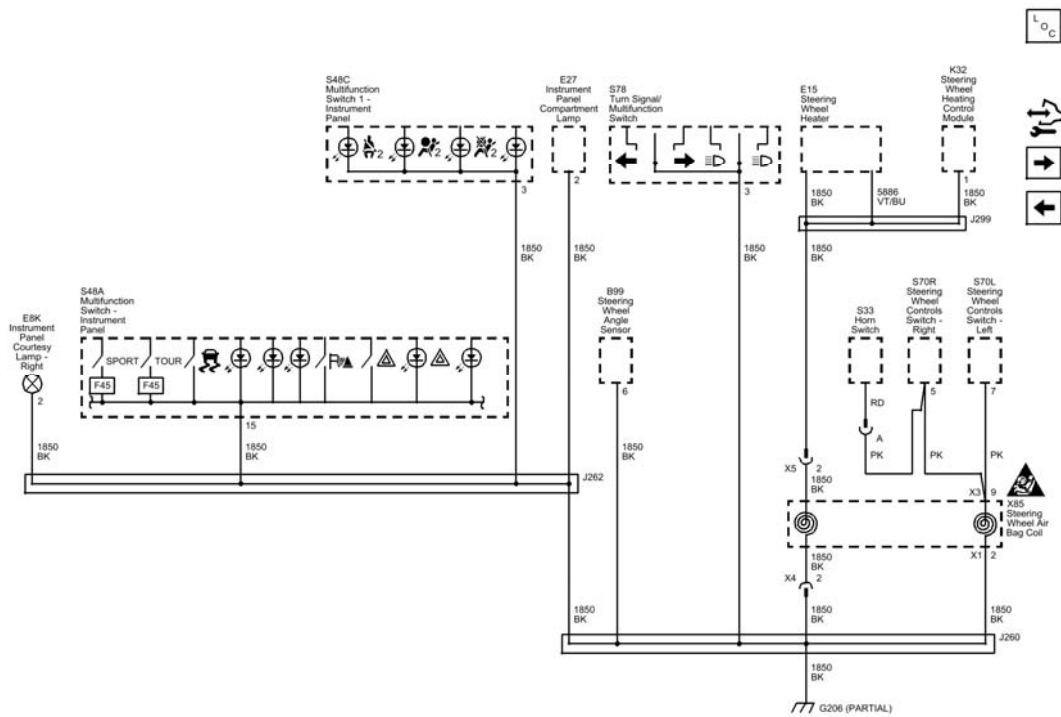 L
O
C
S48C
Multifunction
Switch 1 -
Instrument
Panel
2
2
3
E27
Instrument
Panel
Compartment
Lamp
2
S78
Turn Signal/
Multifunction
Switch
3
E15
Steering
Wheel
Heater
1850
BK
5886
VT/BU
K32
Steering
Wheel
Heating
Control
Module
1
1850
BK
J299
1850
BK
1850
BK
1850
BK
1850
BK
E8K
Instrument
Panel
Courtesy
Lamp -
Right
2
1850
BK
S48A
Multifunction
Switch -
Instrument
Panel
SPORT
TOUR
F45
F45
15
1850
BK
J262
B99
Steering
Wheel
Angle
Sensor
6
1850
BK
S33
Horn
Switch
RD
A
PK
S70R
Steering
Wheel
Controls
Switch -
Right
5
PK
S70L
Steering
Wheel
Controls
Switch -
Left
7
PK
X5
2
1850
BK
X3
9
X85
Steering
Wheel Air
Bag Coil
1850
BK
X1
2
X4
2
1850
BK
1850
BK
1850
BK
1850
BK
J260
1850
BK
G206 (PARTIAL)